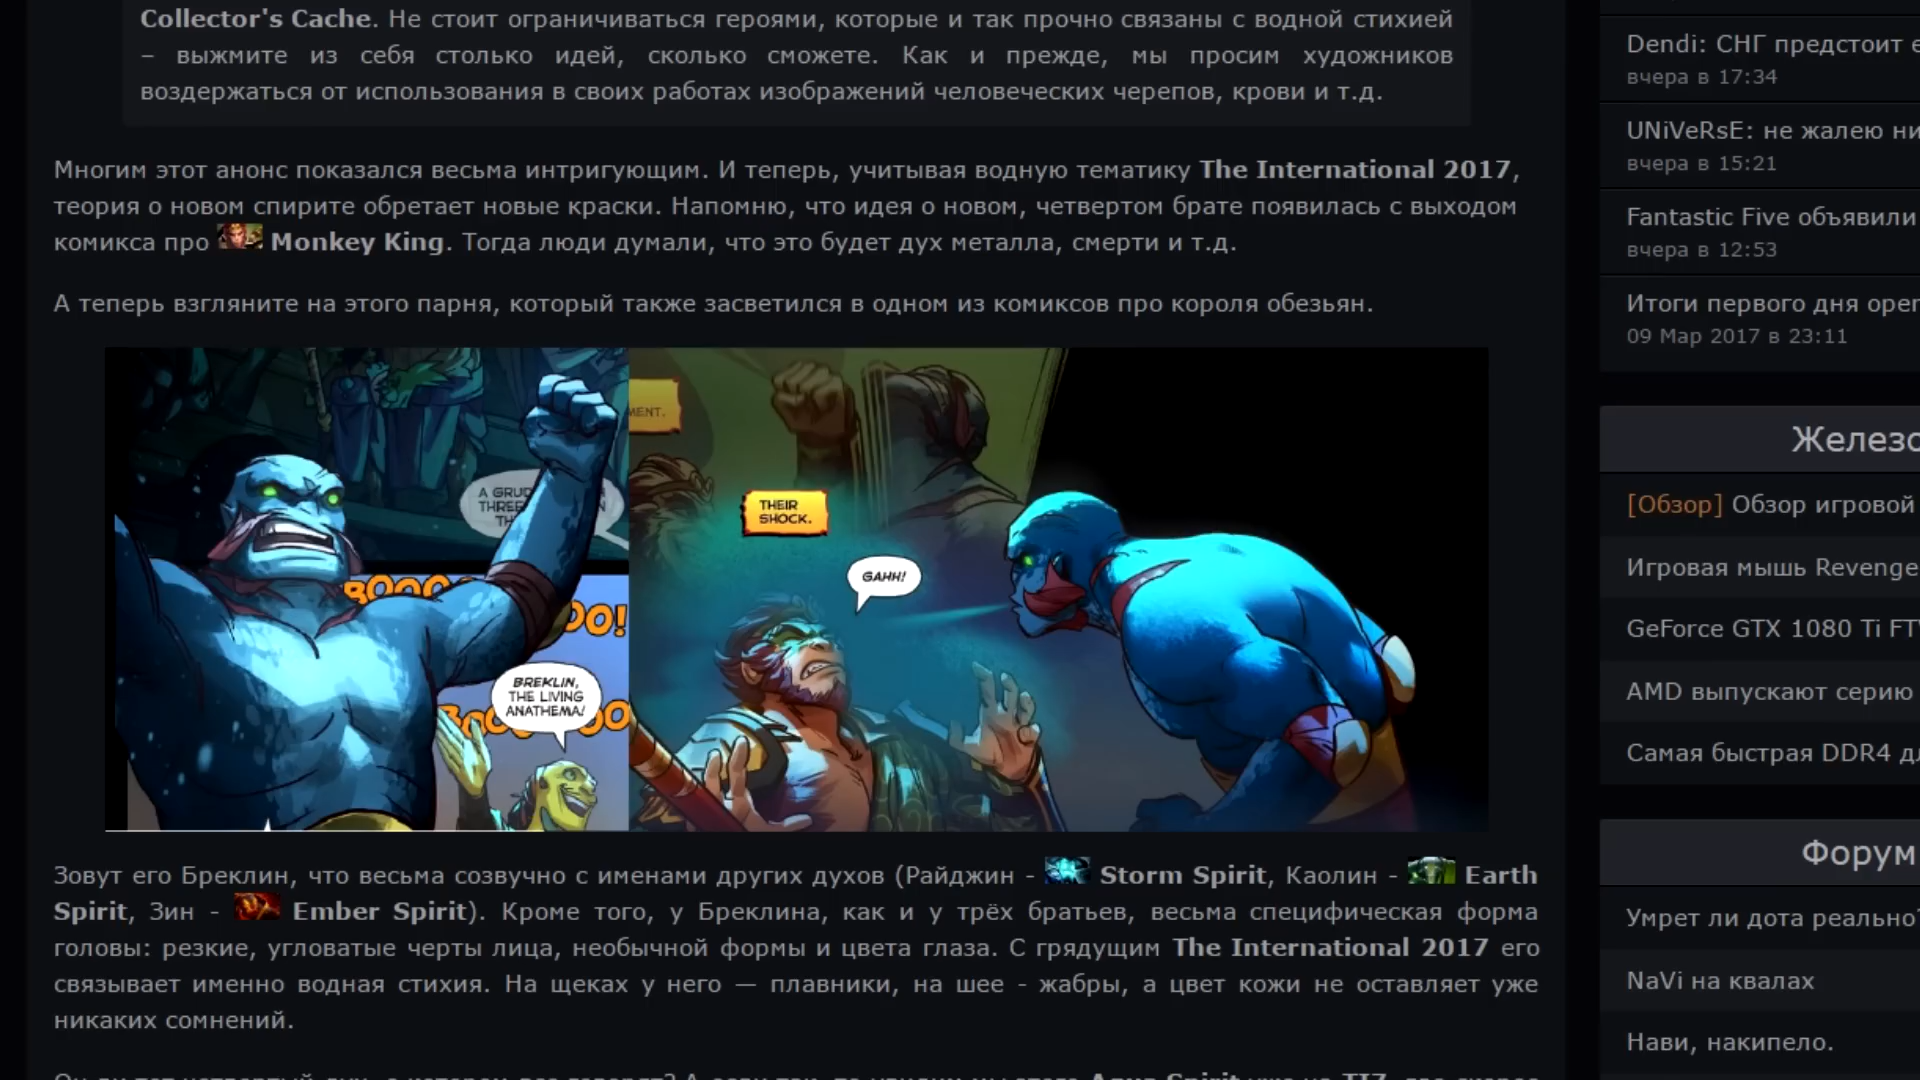 Collector's Cache. Не стоит ограничиваться героями, которые и так прочно связаны с водной стихией
– выжмите из себя столько идей, сколько сможете. Как и прежде, мы просим художников
воздержаться от использования в своих работах изображений человеческих черепов, крови и т.д.
Многим этот анонс показался весьма интригующим. И теперь, учитывая водную тематику The International 2017,
теория о новом спирите обретает новые краски. Напомню, что идея о новом, четвертом брате появилась с выходом
комикса про Monkey King. Тогда люди думали, что это будет дух металла, смерти и т.д.
А теперь взгляните на этого парня, который также засветился в одном из комиксов про короля обезьян.
A
THREE
BREKLIN,
THE LIVING
ANATHEMA!
THEIR
SHOCK.
GAHH!
Зовут его Бреклин, что весьма созвучно с именами других духов (Райджин - Storm Spirit, Каолин - Earth
Spirit, Зин - Ember Spirit). Кроме того, у Бреклина, как и у трёх братьев, весьма специфическая форма
головы: резкие, угловатые черты лица, необычной формы и цвета глаза. С грядущим The International 2017 его
связывает именно водная стихия. На щеках у него — плавники, на шее - жабры, а цвет кожи не оставляет уже
никаких сомнений.
Dendi: СНГ предстоит
вчера в 17:34
UNiVeRsE: не жалею
вчера в 15:21
Fantastic Five объявили
вчера в 12:53
Итоги первого дня
09 Мар 2017 в 23:11
[Обзор] Обзор игровой
Игровая мышь Revenge
GeForce GTX 1080 Ti
AMD выпускают серию
Самая быстрая DDR4
Форум
Умрет ли дота реально?
NaVi на квалах
Нави, накипело.